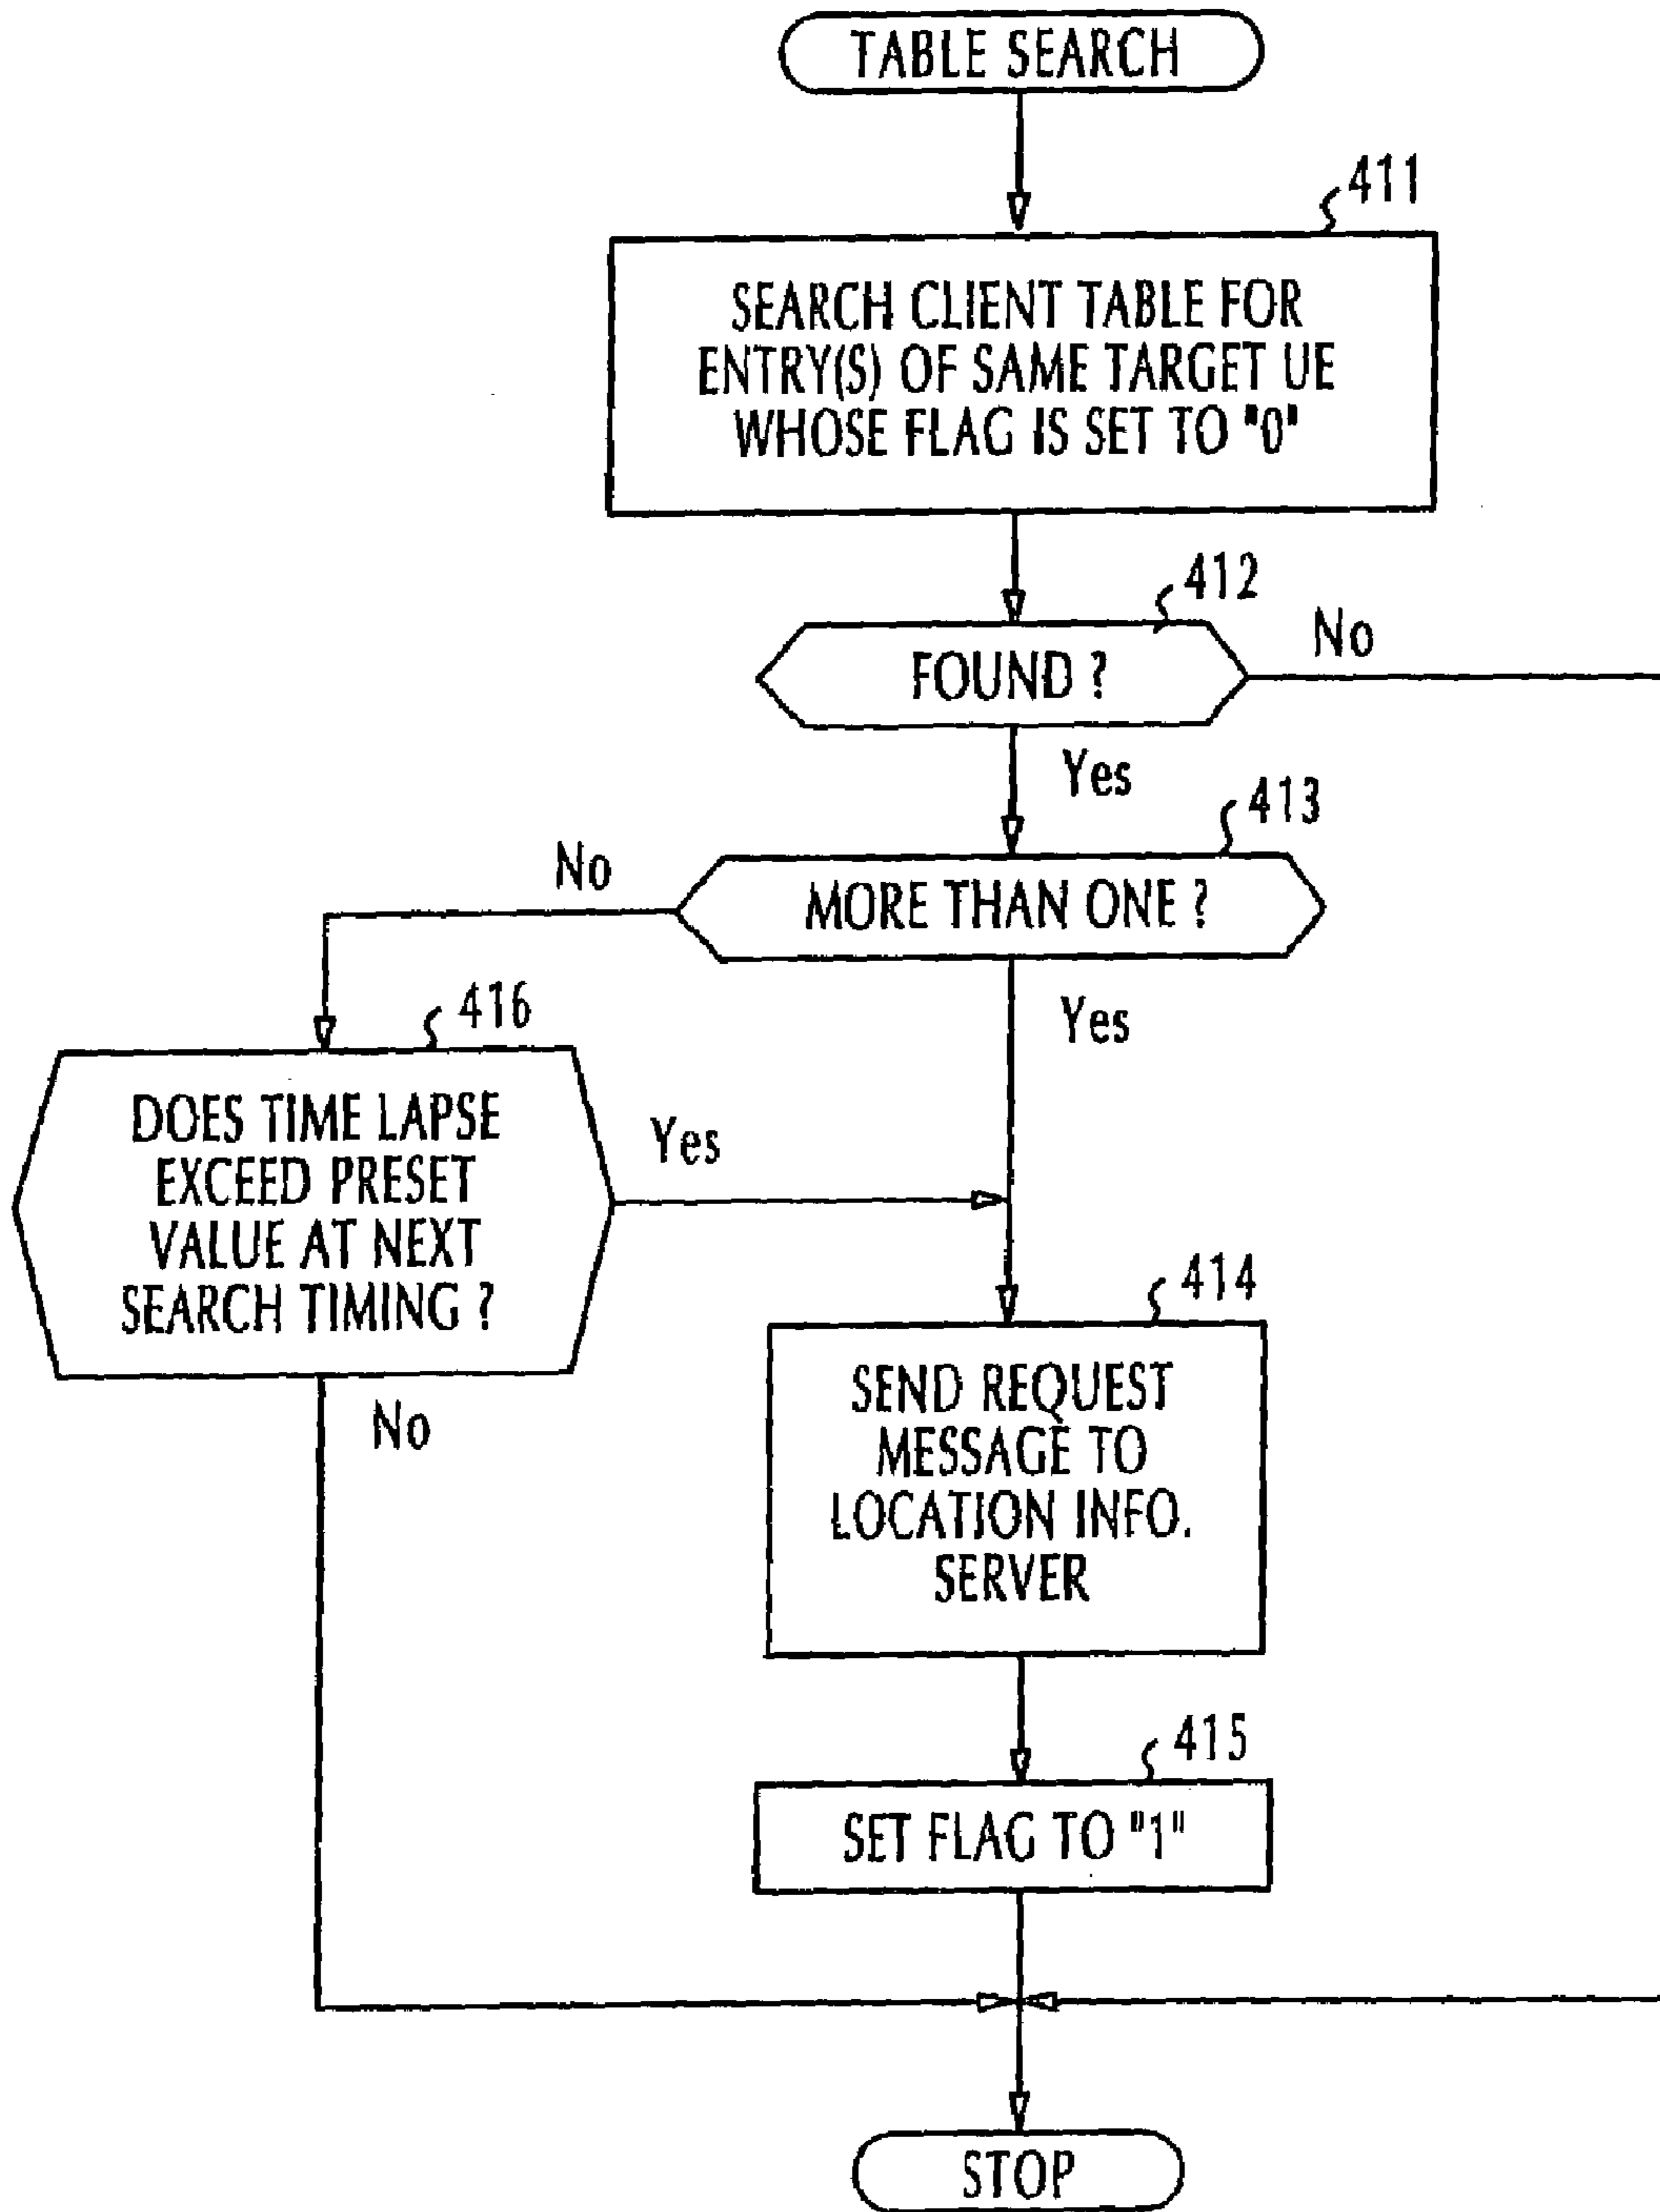 TABLE SEARCH
411
SEARCH CLIENT TABLE FOR
ENTRY(S) OF SAME TARGET UE
WHOSE FLAG IS SET TO "0"
412
FOUND ?
No
Yes
413
MORE THAN ONE ?
No
Yes
416
DOES TIME LAPSE
EXCEED PRESET
VALUE AT NEXT
SEARCH TIMING ?
Yes
No
414
SEND REQUEST
MESSAGE TO
LOCATION INFO.
SERVER
415
SET FLAG TO "1"
STOP